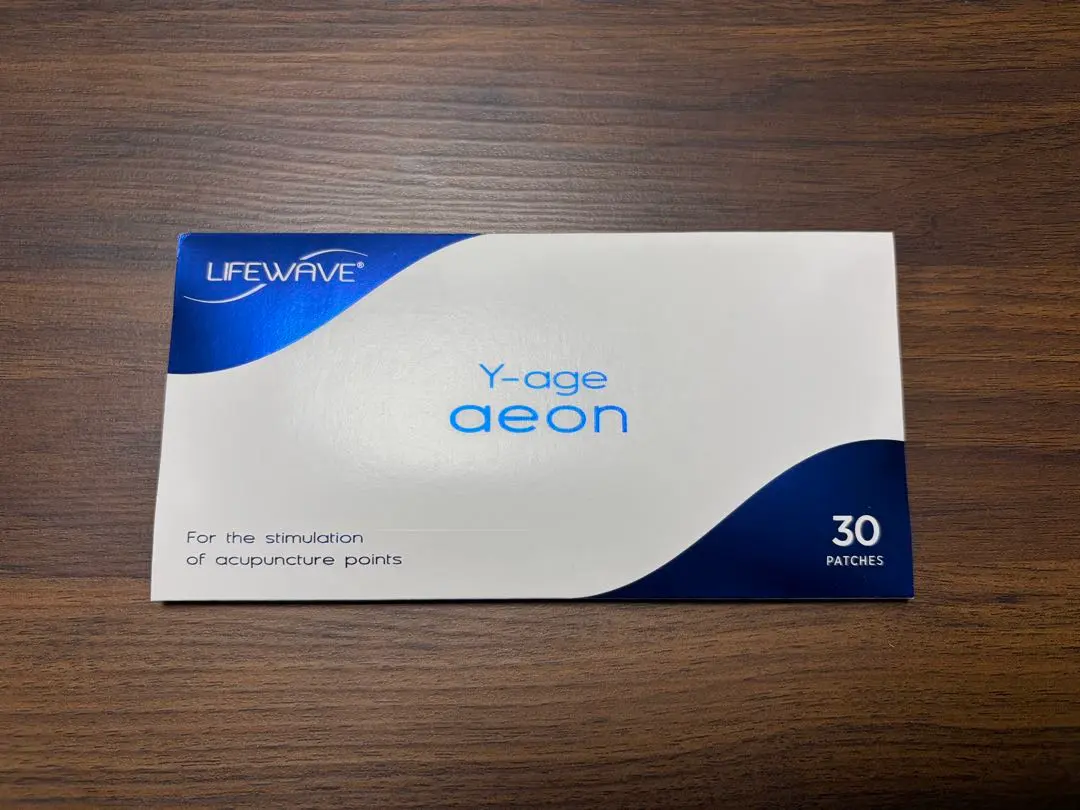 LIFEWAVE®
Y-age
aeon
For the stimulation
of acupuncture points
30
PATCHES